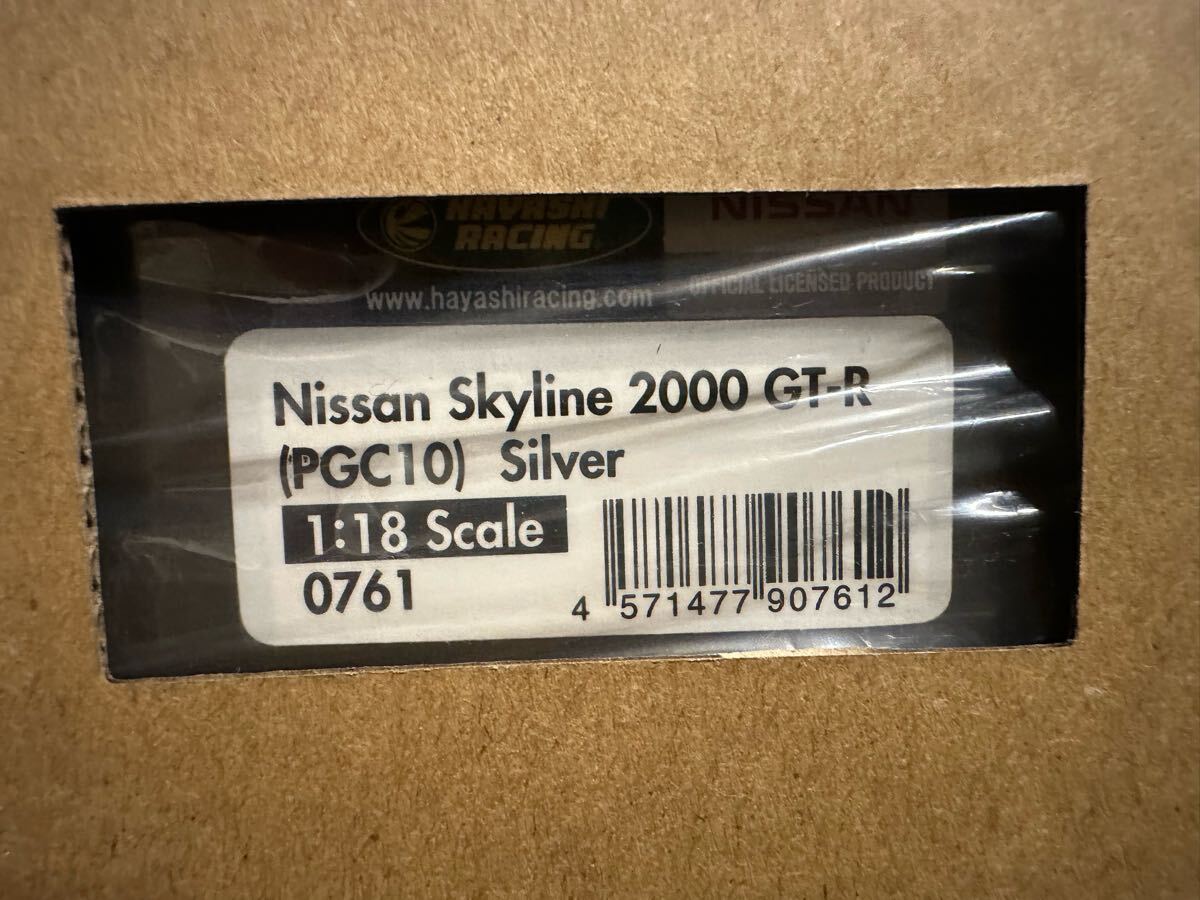 HAYASHI
RACING
NISSAN
www.hayashiracing.com
OFFICIAL LICENSED PRODUCT
Nissan Skyline 2000 GT-R
(PGC10) Silver
1:18 Scale
0761
4 571477 907612